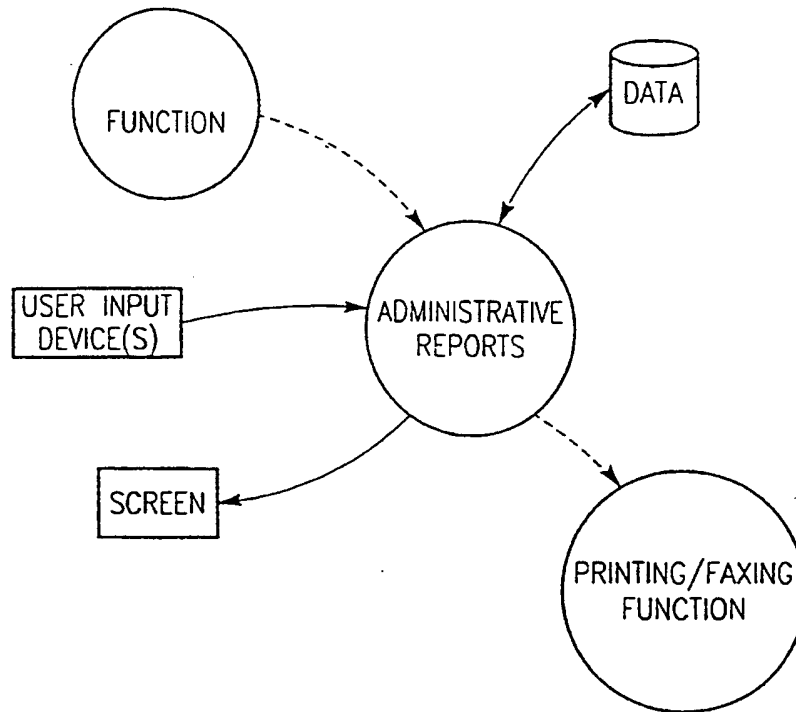 FUNCTION
DATA
USER INPUT
DEVICE(S)
ADMINISTRATIVE
REPORTS
SCREEN
PRINTING/FAXING
FUNCTION